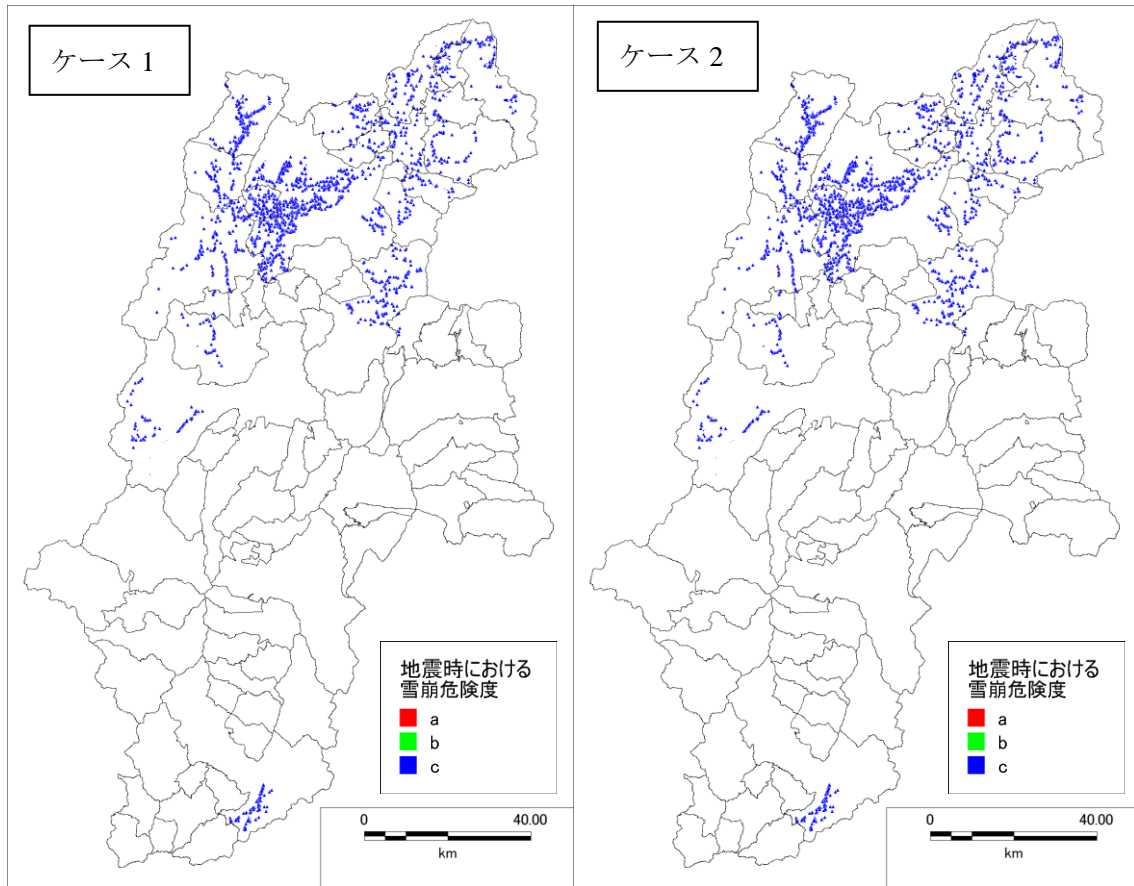 ケース 1
地震時における
雪崩危険度
a
b
c
0 40.00
km
ケース 2
地震時における
雪崩危険度
a
b
c
0 40.00
km